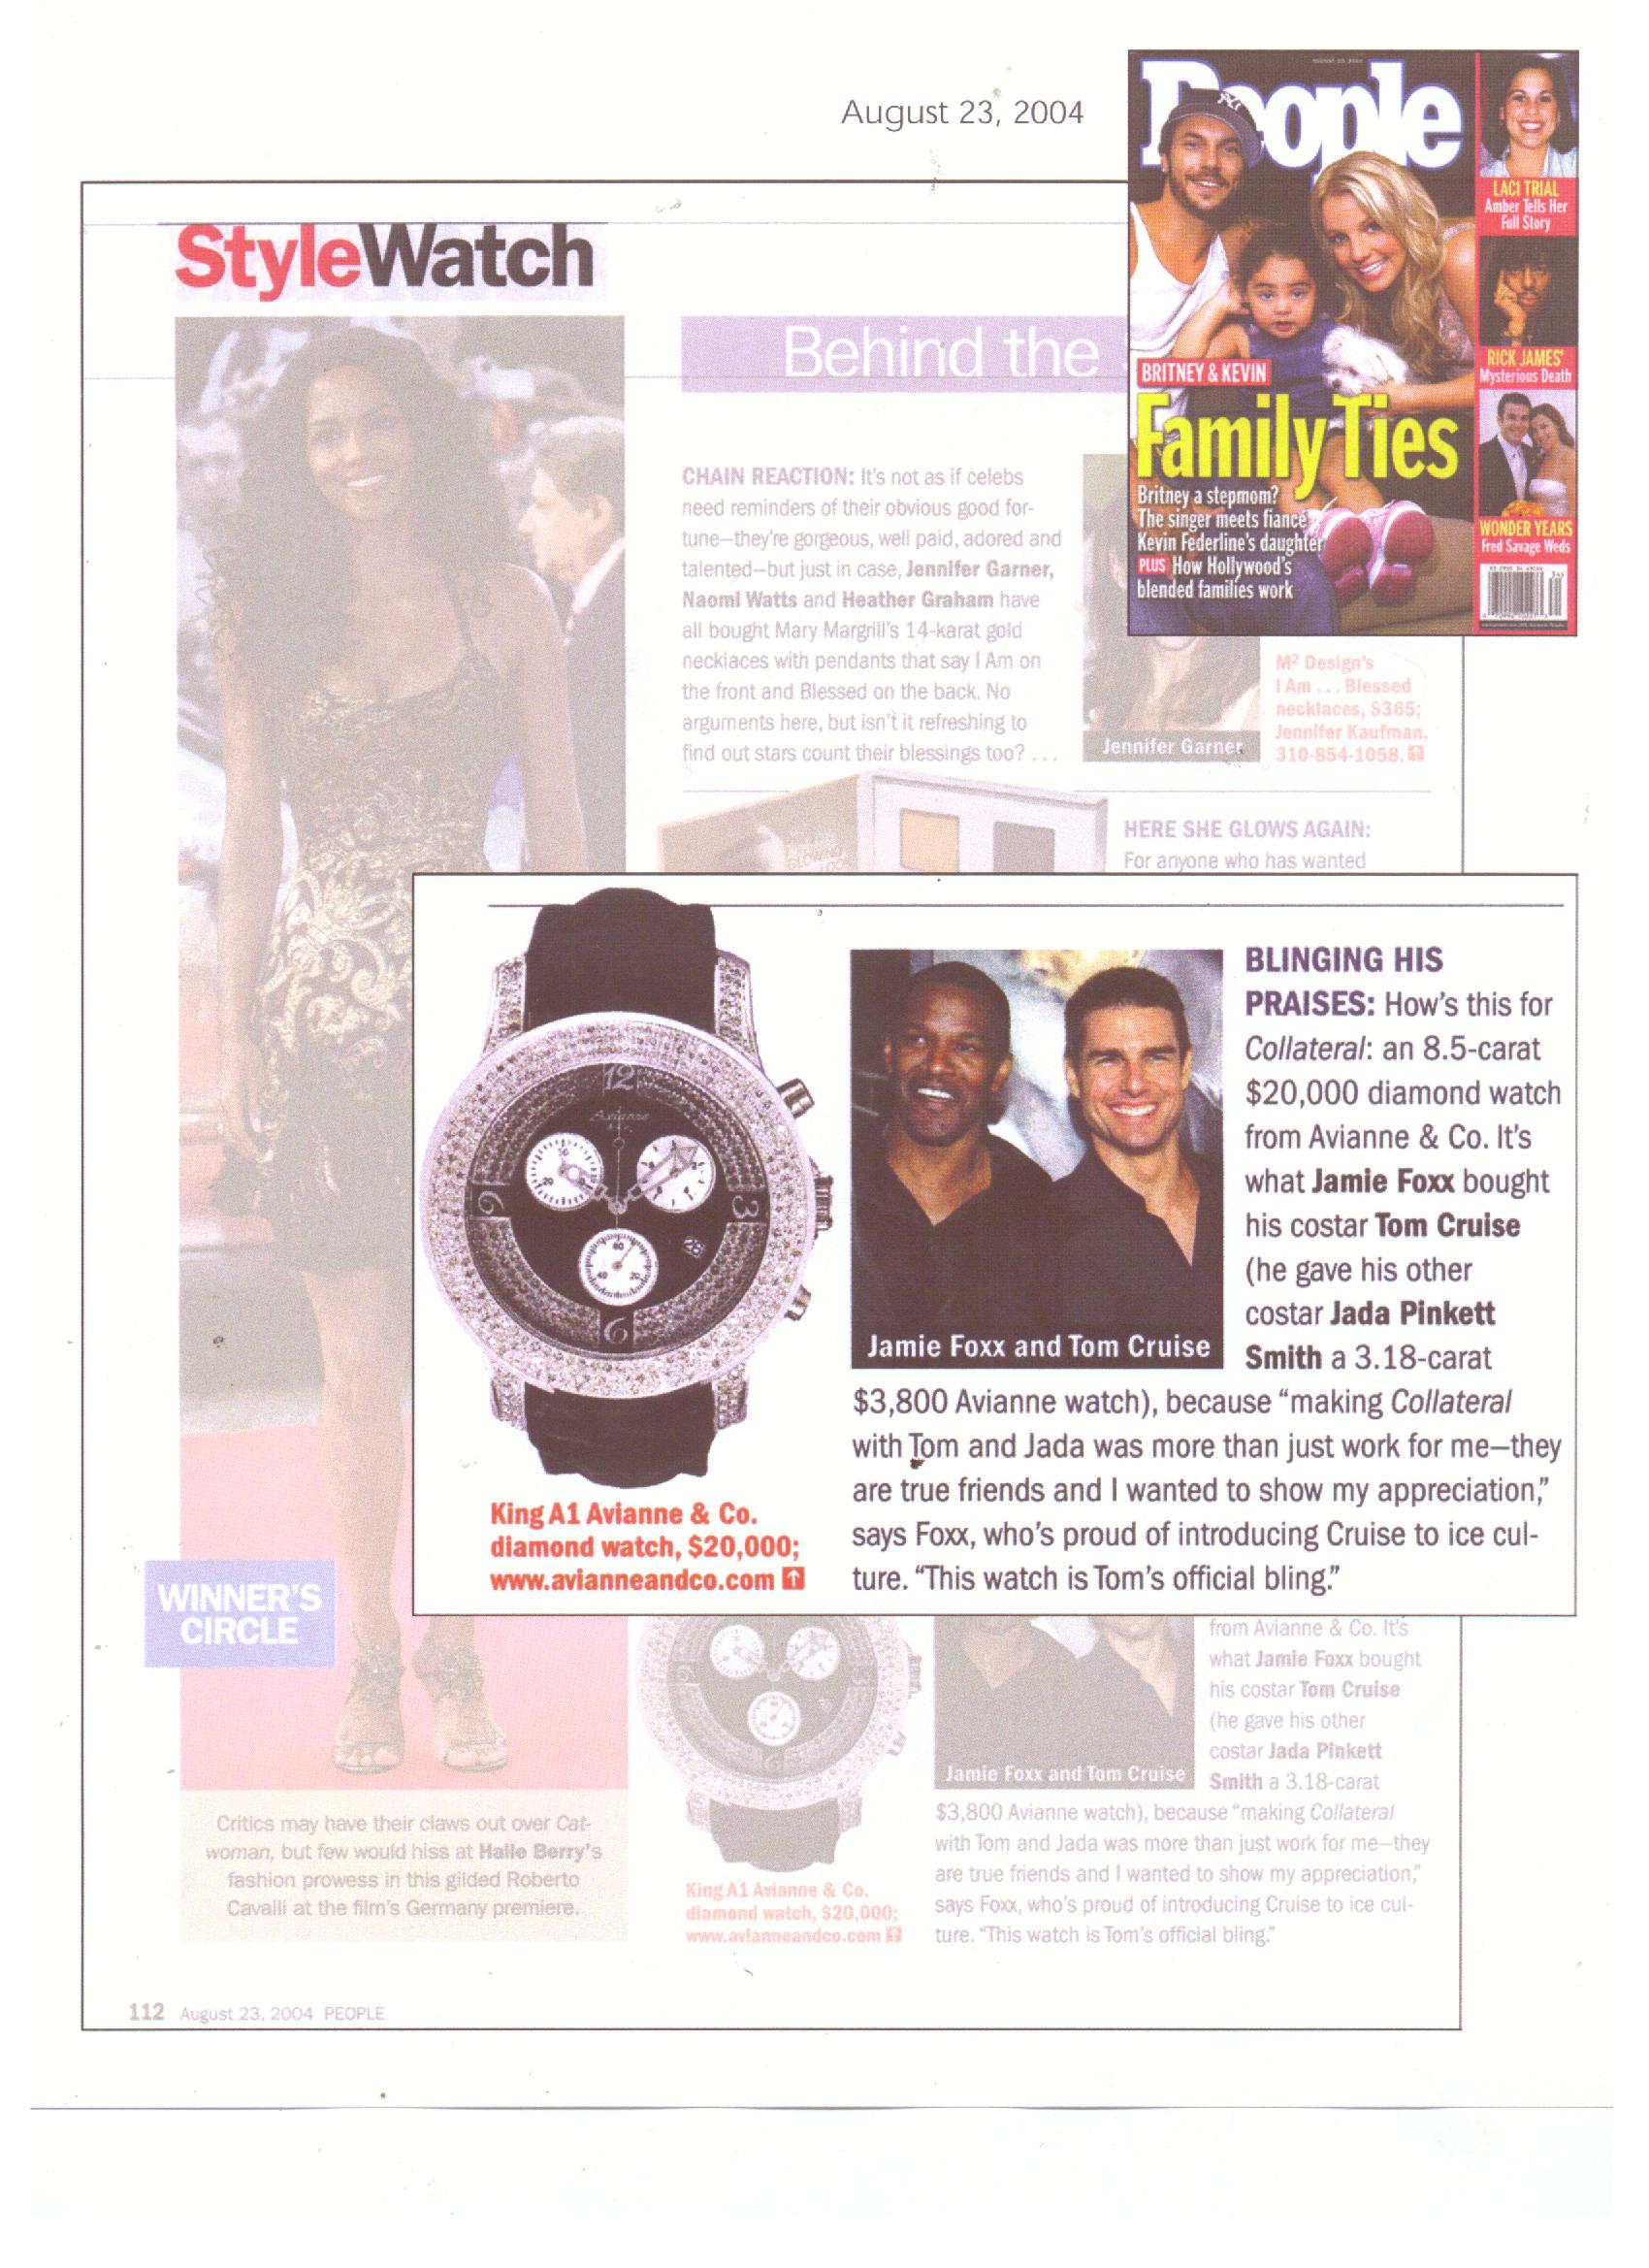 August 23, 2004
People
LACI TRIAL
Amber Tells Her
Full Story
RICK JAMES'
Mysterious Death
WONDER YEARS
Fred Savage Weds
BRITNEY & KEVIN
Family Ties
Britney a stepmom?
The singer meets fiancé
Kevin Federline's daughter
PLUS How Hollywood's
blended families work
StyleWatch
Behind the
CHAIN REACTION: It's not as if celebs
need reminders of their obvious good for-
tune—they're gorgeous, well paid, adored and
talented—but just in case, Jennifer Garner,
Naomi Watts and Heather Graham have
all bought Mary Margrill's 14-karat gold
necklaces with pendants that say I Am on
the front and Blessed on the back. No
arguments here, but isn't it refreshing to
find out stars count their blessings too? . . .
Jennifer Garner
M² Design's
I Am . . . Blessed
necklaces, $385;
Jennifer Kaufman,
310-854-1058.
GLOWING
HERE SHE GLOWS AGAIN:
For anyone who has wanted
12
Avianne
3
6
9
28
BLINGING HIS
PRAISES: How's this for
Collateral: an 8.5-carat
$20,000 diamond watch
from Avianne & Co. It's
what Jamie Foxx bought
his costar Tom Cruise
(he gave his other
costar Jada Pinkett
Smith a 3.18-carat
$3,800 Avianne watch), because “making Collateral
with Tom and Jada was more than just work for me—they
are true friends and I wanted to show my appreciation,”
says Foxx, who's proud of introducing Cruise to ice cul-
ture. “This watch is Tom's official bling.”
Jamie Foxx and Tom Cruise
King A1 Avianne & Co.
diamond watch, $20,000;
www.avianneandco.com
WINNER'S
CIRCLE
Critics may have their claws out over Cat-
woman, but few would hiss at Halle Berry's
fashion prowess in this gilded Roberto
Cavalli at the film's Germany premiere.
from Avianne & Co. It's
what Jamie Foxx bought
his costar Tom Cruise
(he gave his other
costar Jada Pinkett
Smith a 3.18-carat
$3,800 Avianne watch), because “making Collateral
with Tom and Jada was more than just work for me—they
are true friends and I wanted to show my appreciation,”
says Foxx, who's proud of introducing Cruise to ice cul-
ture. “This watch is Tom's official bling.”
Jamie Foxx and Tom Cruise
King A1 Avianne & Co.
diamond watch, $20,000;
www.avianneandco.com
112 August 23, 2004 PEOPLE